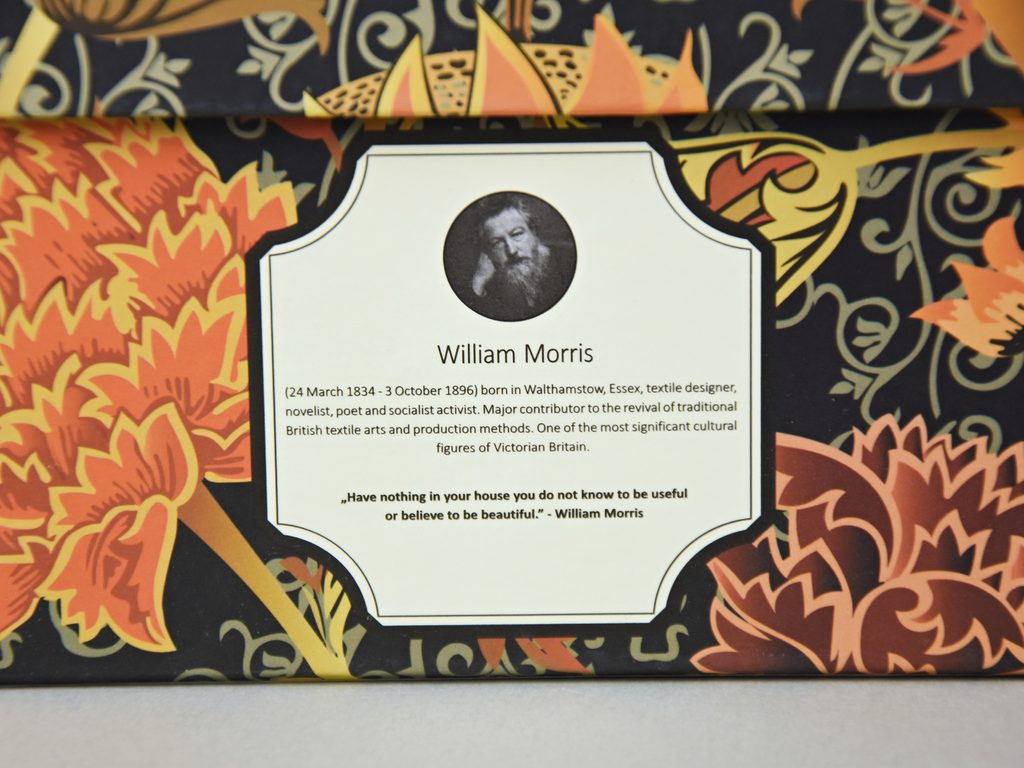 William Morris
(24 March 1834 - 3 October 1896) born in Walthamstow, Essex, textile designer,
novelist, poet and socialist activist. Major contributor to the revival of traditional
British textile arts and production methods. One of the most significant cultural
figures of Victorian Britain.
„Have nothing in your house you do not know to be useful
or believe to be beautiful.” - William Morris